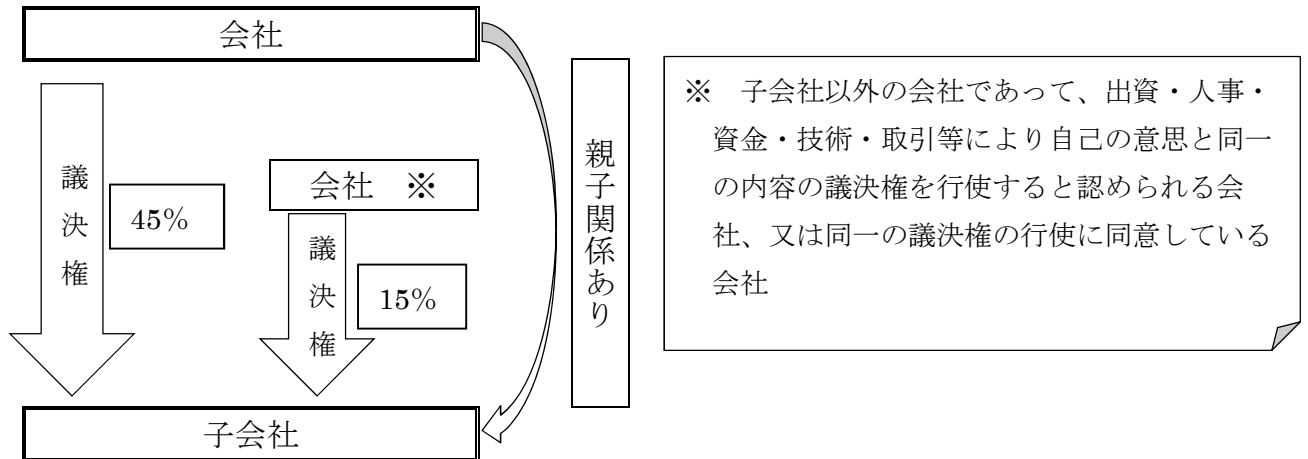 会社
議決権
45%
会社 ※
議決権
15%
親子関係あり
子会社
※ 子会社以外の会社であって、出資・人事・
資金・技術・取引等により自己の意思と同一
の内容の議決権を行使すると認められる会
社、又は同一の議決権の行使に同意している
会社